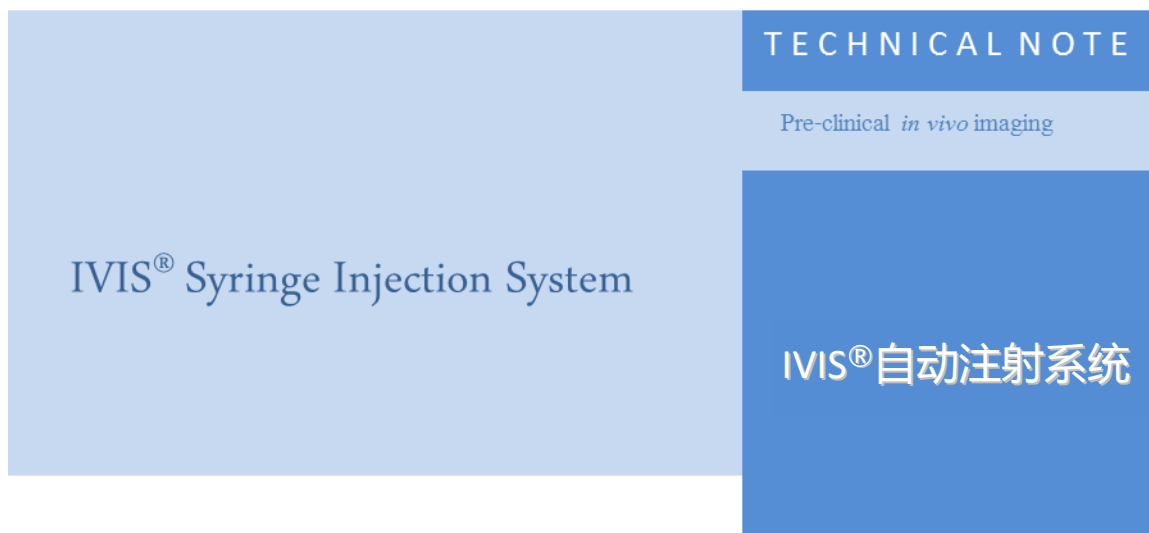 TECHNICAL NOTE
Pre-clinical in vivo imaging
IVIS® Syringe Injection System
IVIS®自动注射系统